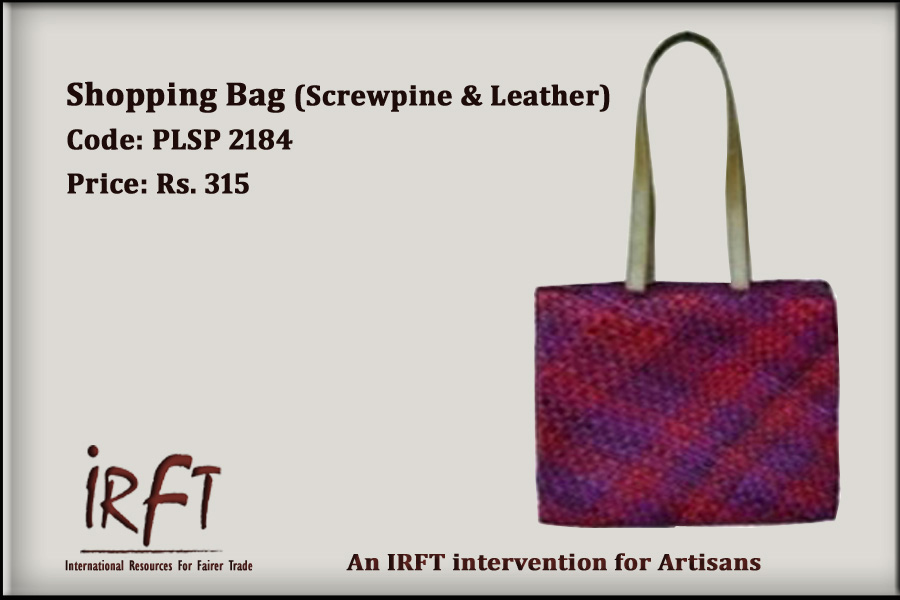 Shopping Bag (Screwpine & Leather)
Code: PLSP 2184
Price: Rs. 315
iRFT
International Resources For Fairer Trade
An IRFT intervention for Artisans